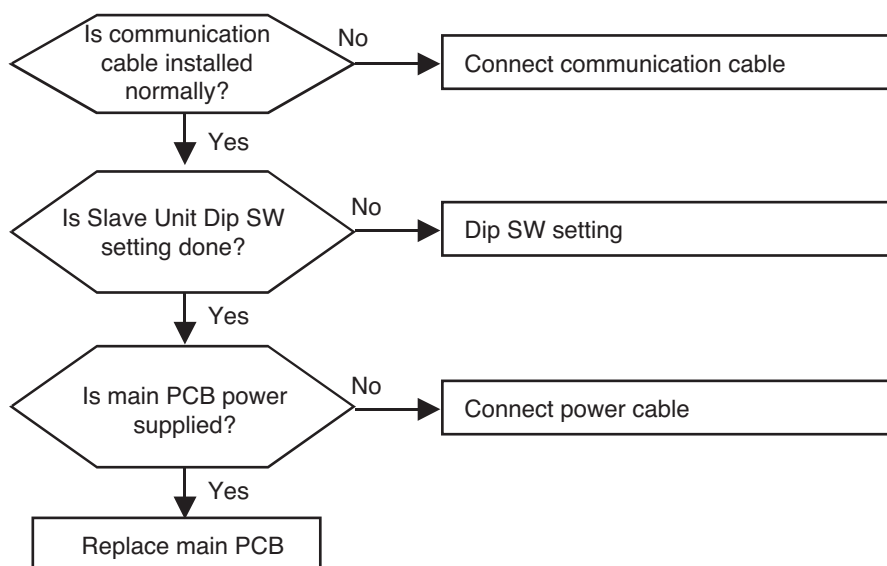 Is communication
cable installed
normally?
No
Connect communication cable
Yes
Is Slave Unit Dip SW
setting done?
No
Dip SW setting
Yes
Is main PCB power
supplied?
No
Connect power cable
Yes
Replace main PCB